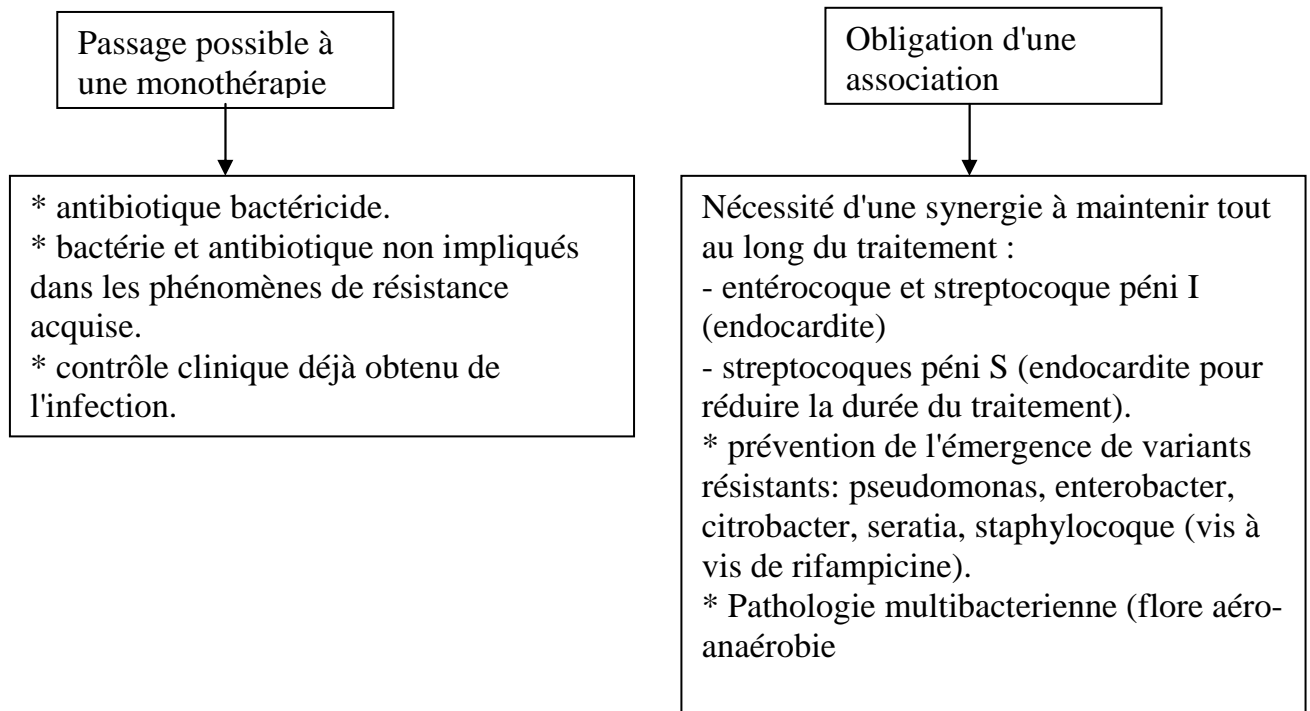 Passage possible à
une monothérapie
Obligation d'une
association
* antibiotique bactéricide.
* bactérie et antibiotique non impliqués
dans les phénomènes de résistance
acquise.
* contrôle clinique déjà obtenu de
l'infection.
Nécessité d'une synergie à maintenir tout
au long du traitement :
- entérocoque et streptocoque péni I
(endocardite)
- streptocoques péni S (endocardite pour
réduire la durée du traitement).
* prévention de l'émergence de variants
résistants: pseudomonas, enterobacter,
citrobacter, seratia, staphylocoque (vis à
vis de rifampicine).
* Pathologie multibacterienne (flore aéro-
anaérobie